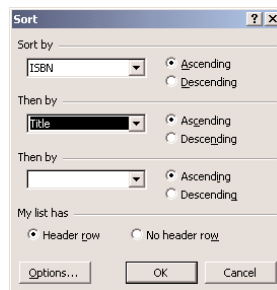 Sort
Sort by
ISBN
Ascending
Descending
Then by
Title
Ascending
Descending
Then by
Ascending
Descending
My list has
Header row
No header row
Options...
OK
Cancel